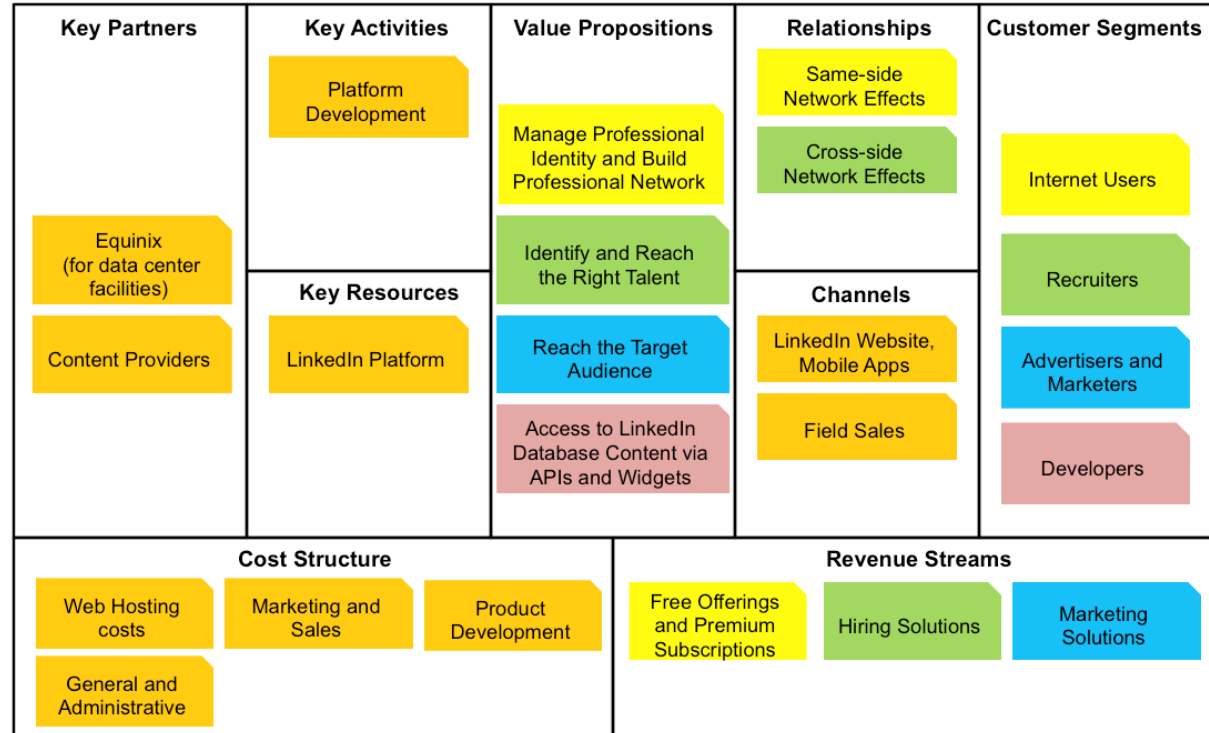 Key Partners
Equinix
(for data center
facilities)
Content Providers
Key Activities
Platform
Development
Key Resources
LinkedIn Platform
Value Propositions
Manage Professional
Identity and Build
Professional Network
Identify and Reach
the Right Talent
Reach the Target
Audience
Access to LinkedIn
Database Content via
APIs and Widgets
Relationships
Same-side
Network Effects
Cross-side
Network Effects
Channels
LinkedIn Website,
Mobile Apps
Field Sales
Customer Segments
Internet Users
Recruiters
Advertisers and
Marketers
Developers
Cost Structure
Web Hosting
costs
Marketing and
Sales
Product
Development
General and
Administrative
Revenue Streams
Free Offerings
and Premium
Subscriptions
Hiring Solutions
Marketing
Solutions